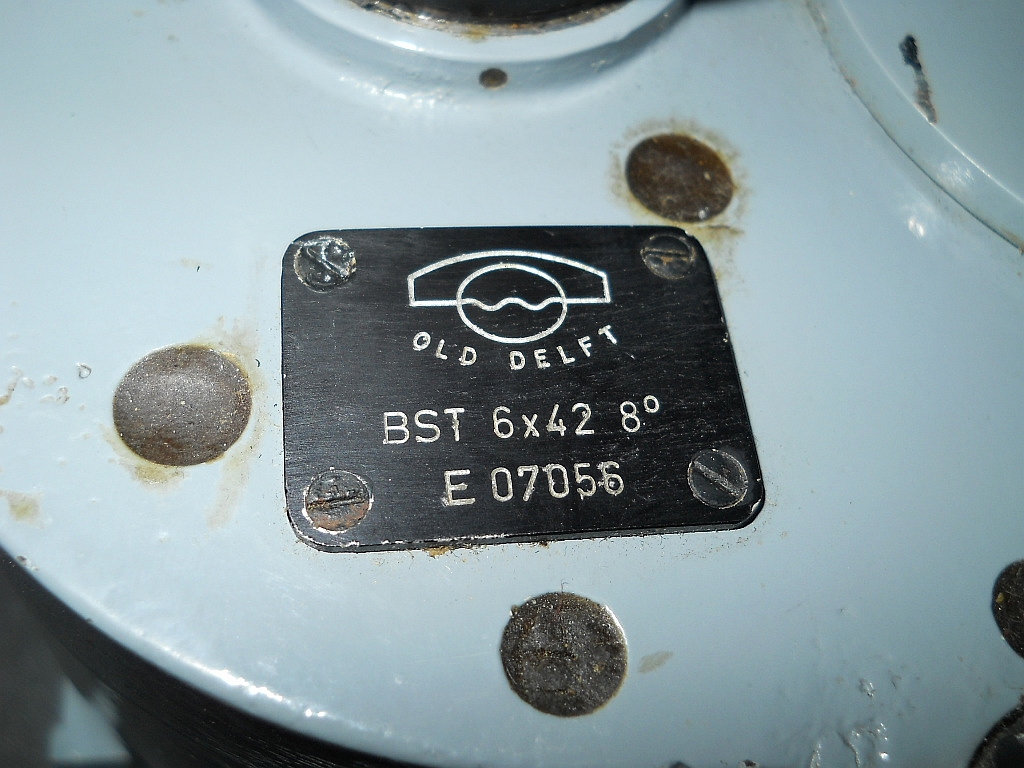 OLD DELFT
BST 6x42 8°
E 07056